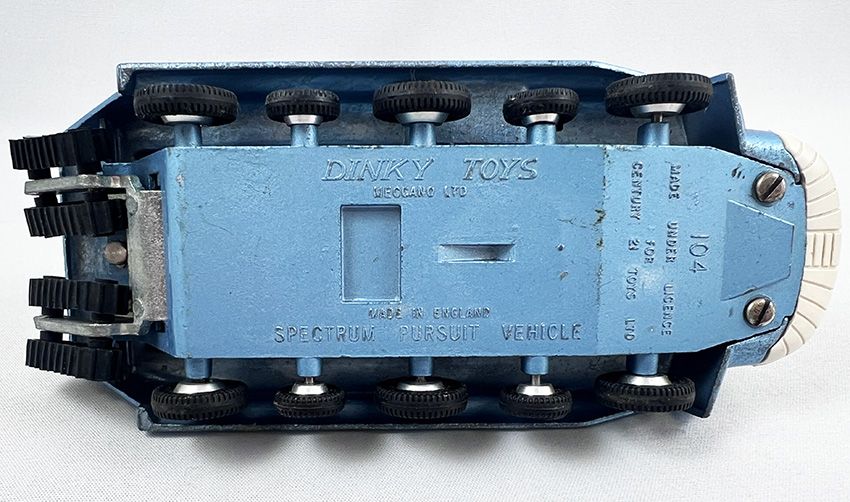 DINKY TOYS
MECCANO LTD
MADE IN ENGLAND
SPECTRUM PURSUIT VEHICLE
104
MADE UNDER LICENCE
FOR
CENTURY 21 TOYS LTD